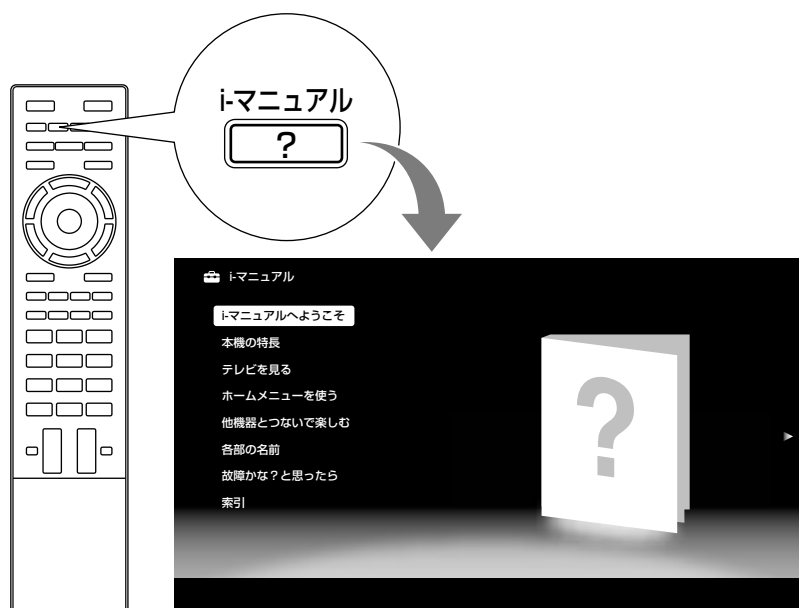 i-マニュアル
?
i-マニュアル
i-マニュアルへようこそ
本機の特長
テレビを見る
ホームメニューを使う
他機器とつないで楽しむ
各部の名前
故障かな？と思ったら
索引
?